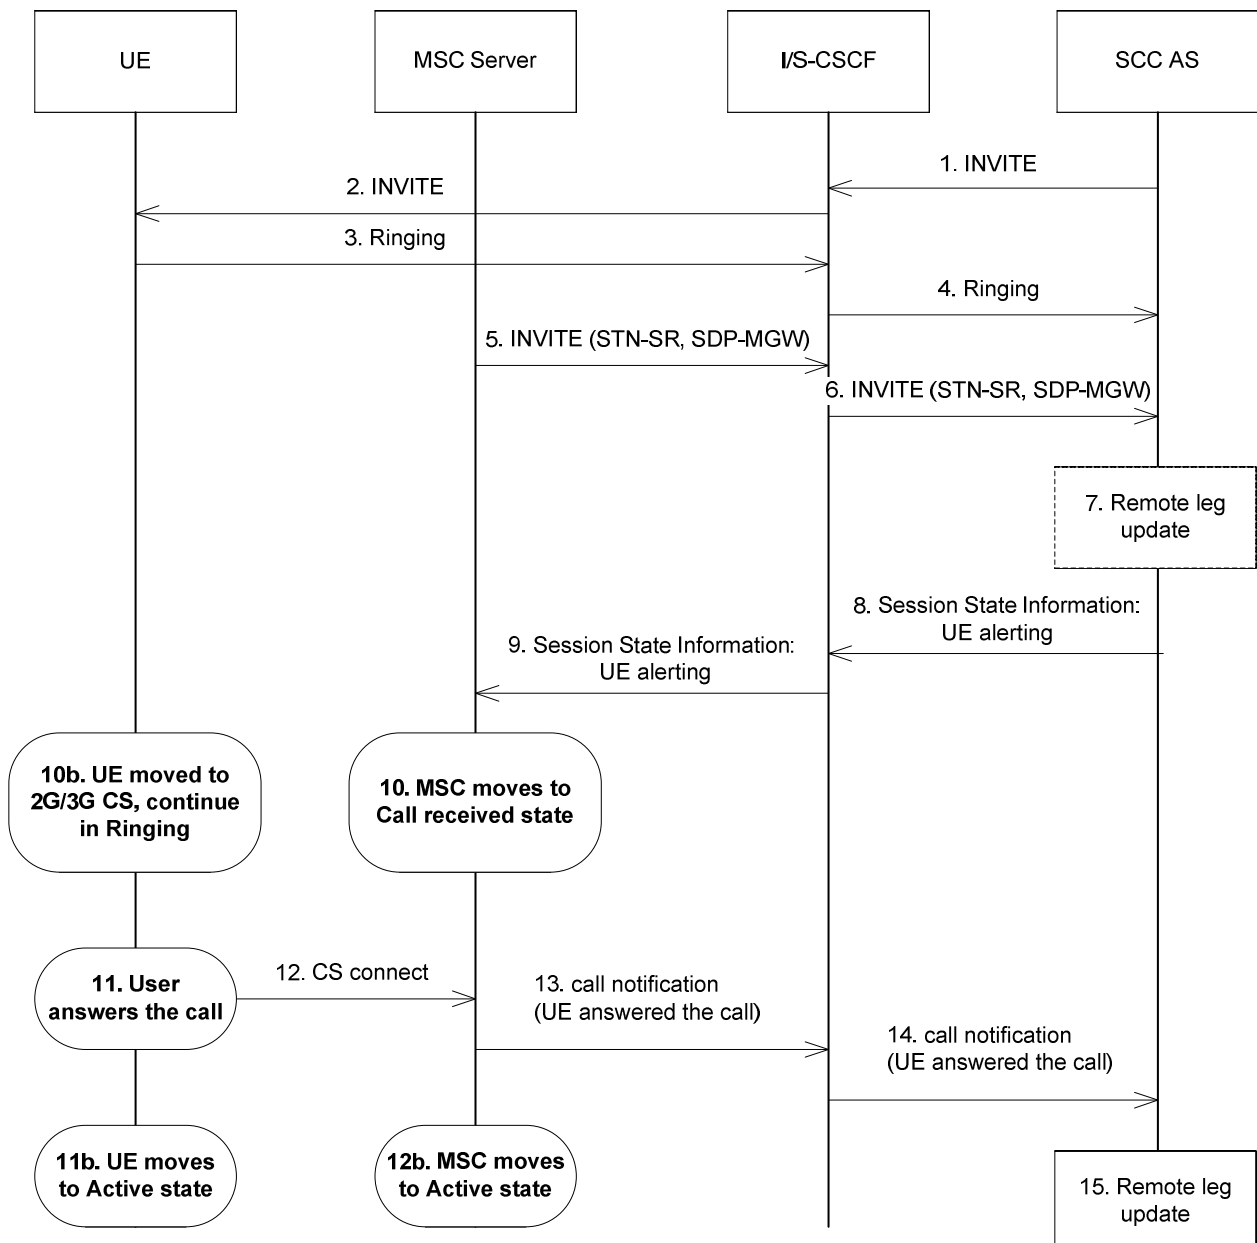 UE
MSC Server
I/S-CSCF
SCC AS
1. INVITE
2. INVITE
3. Ringing
4. Ringing
5. INVITE (STN-SR, SDP-MGW)
6. INVITE (STN-SR, SDP-MGW)
7. Remote leg
update
8. Session State Information:
UE alerting
9. Session State Information:
UE alerting
10b. UE moved to
2G/3G CS, continue
in Ringing
10. MSC moves to
Call received state
11. User
answers the call
12. CS connect
13. call notification
(UE answered the call)
14. call notification
(UE answered the call)
11b. UE moves
to Active state
12b. MSC moves
to Active state
15. Remote leg
update